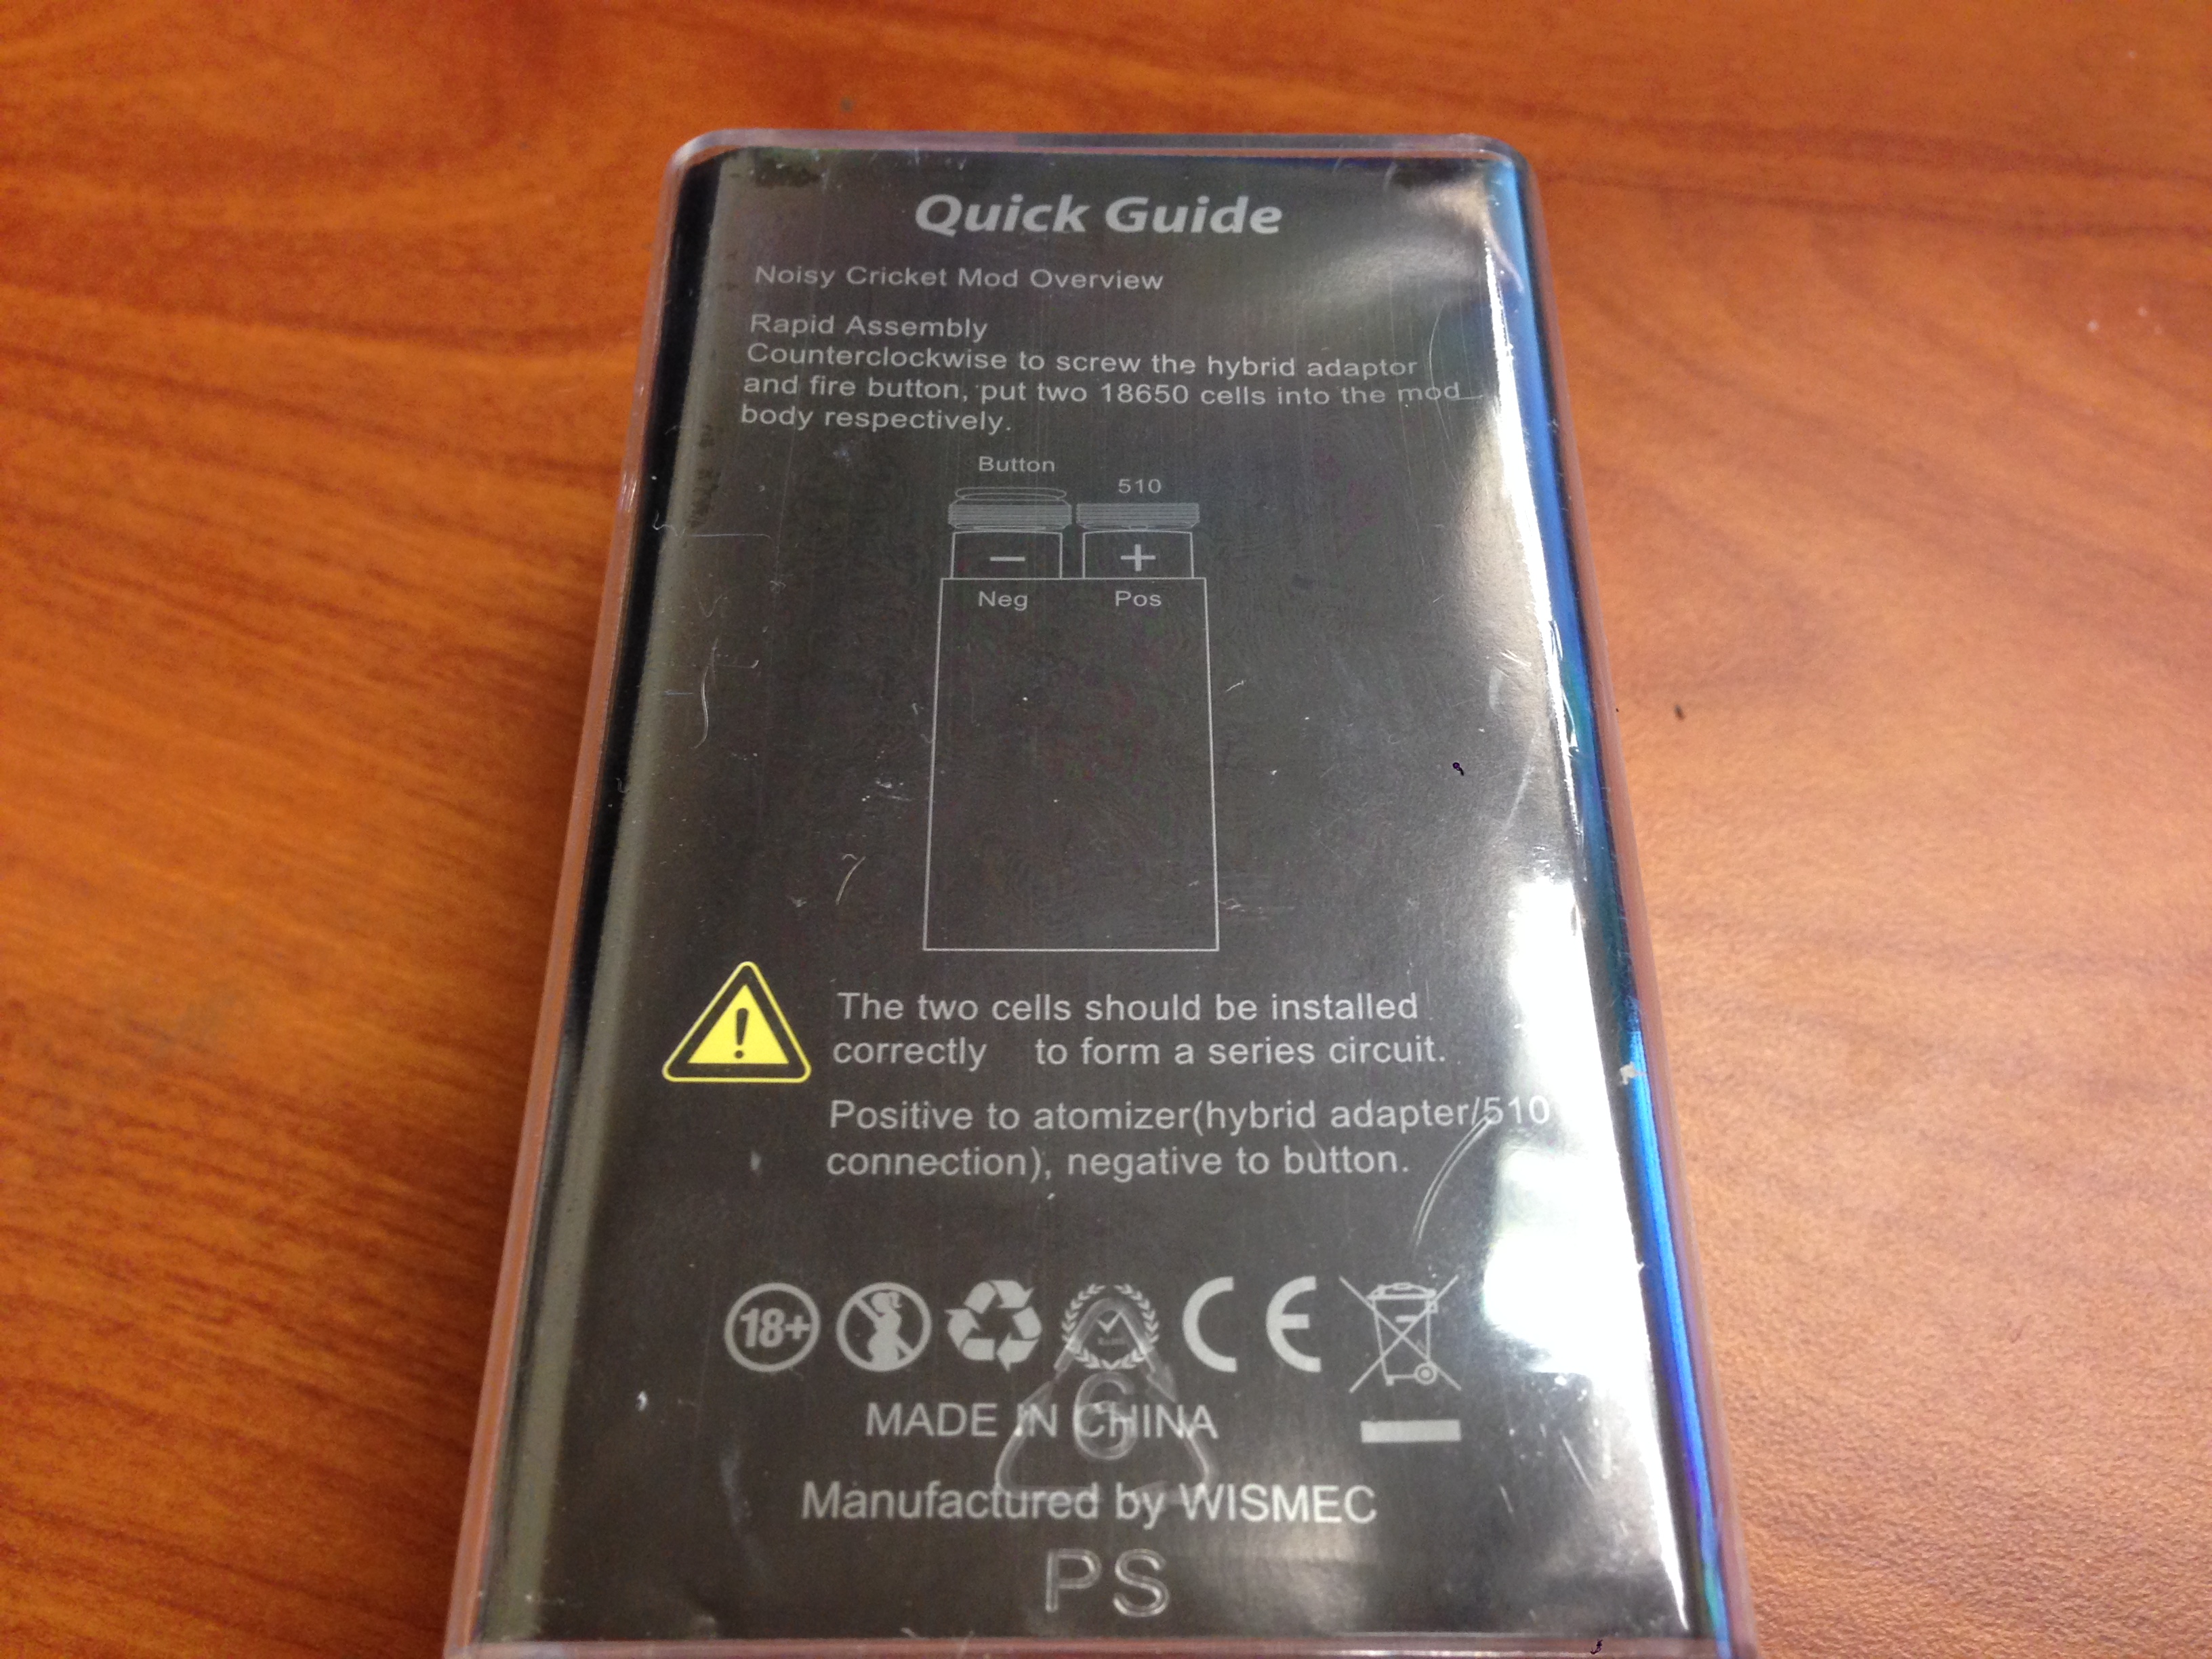 Quick Guide
Noisy Cricket Mod Overview
Rapid Assembly
Counterclockwise to screw the hybrid adaptor
and fire button, put two 18650 cells into the mod
body respectively.
Button
510
− +
Neg Pos
The two cells should be installed
correctly to form a series circuit.
Positive to atomizer(hybrid adapter/510
connection), negative to button.
18+ CE
MADE IN CHINA
6
Manufactured by WISMEC
PS